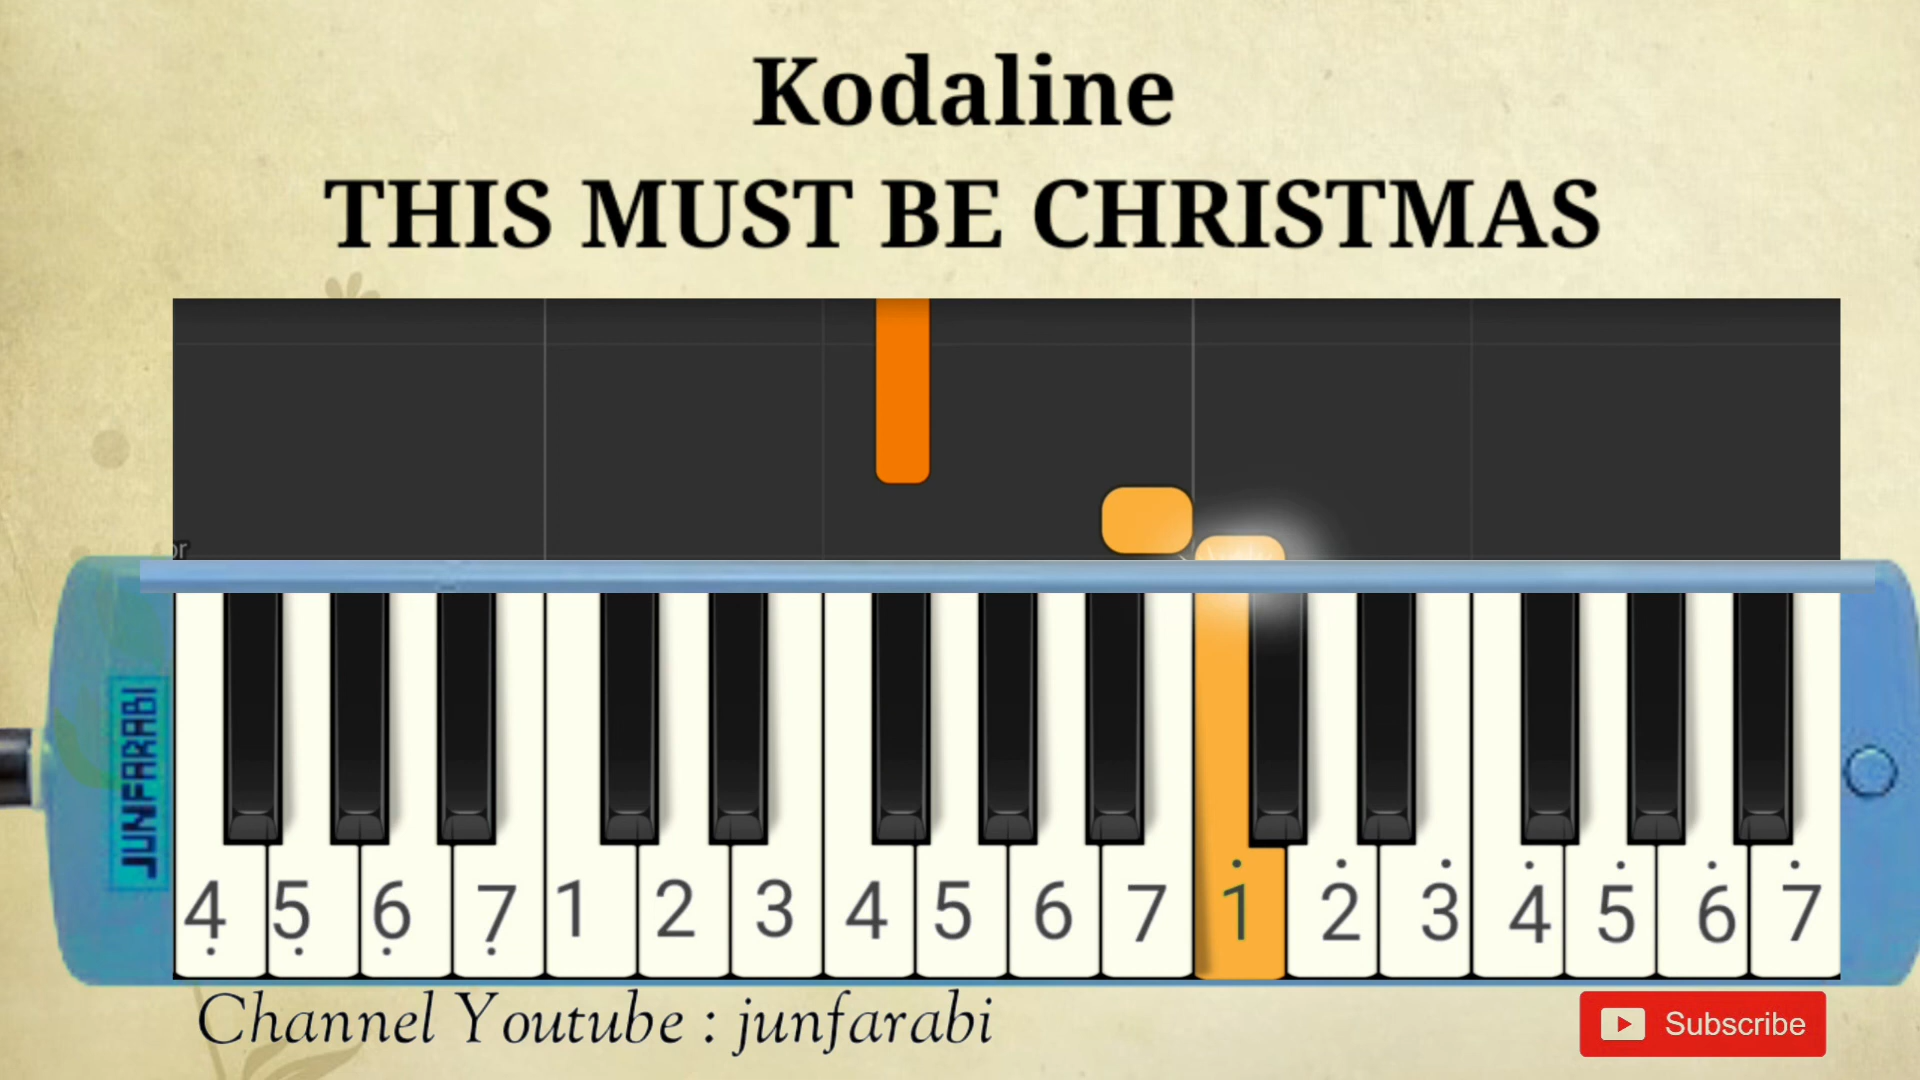 Kodaline
THIS MUST BE CHRISTMAS
or
JUNFARABI
4̣ 5̣ 6̣ 7̣ 1 2 3 4 5 6 7 1̇ 2̇ 3̇ 4̇ 5̇ 6̇ 7̇
Channel Youtube : junfarabi
Subscribe